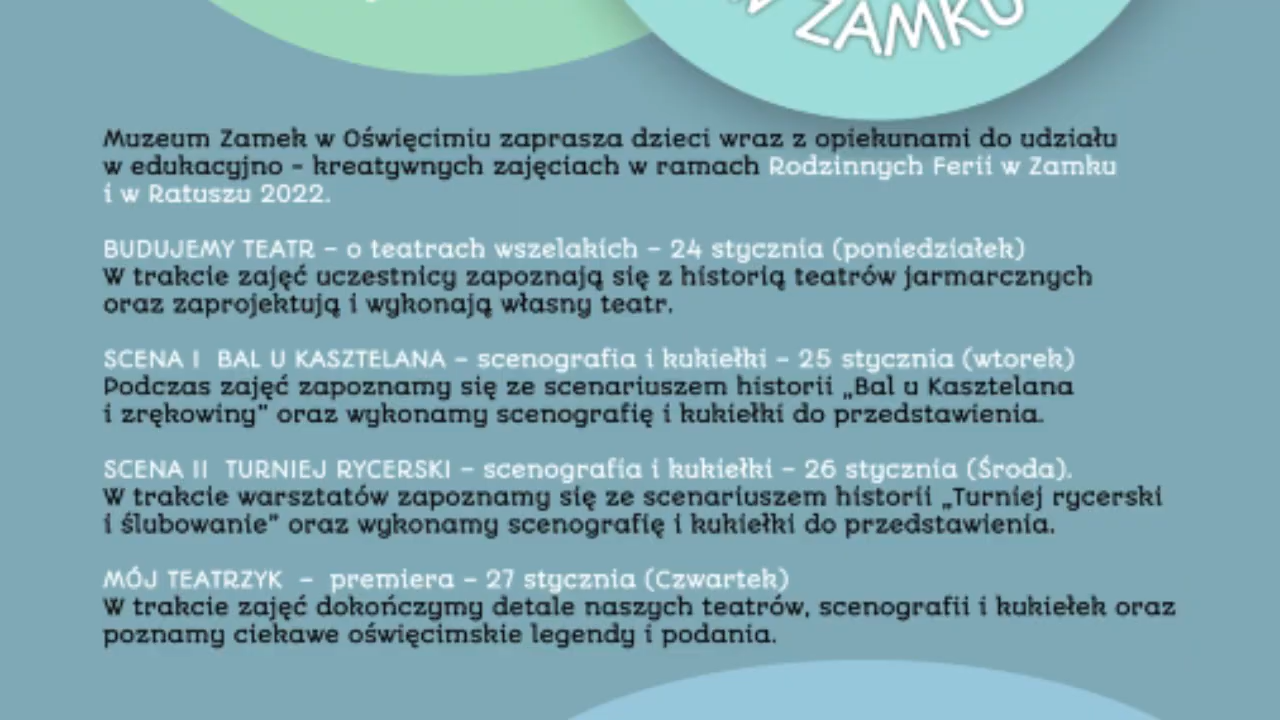 W ZAMKU
Muzeum Zamek w Oświęcimiu zaprasza dzieci wraz z opiekunami do udziału
w edukacyjno - kreatywnych zajęciach w ramach Rodzinnych Ferii w Zamku
i w Ratuszu 2022.
BUDUJEMY TEATR – o teatrach wszelakich – 24 stycznia (poniedziałek)
W trakcie zajęć uczestnicy zapoznają się z historią teatrów jarmarcznych
oraz zaprojektują i wykonają własny teatr.
SCENA I BAL U KASZTELANA – scenografia i kukiełki – 25 stycznia (wtorek)
Podczas zajęć zapoznamy się ze scenariuszem historii „Bal u Kasztelana
i zrękowiny” oraz wykonamy scenografię i kukiełki do przedstawienia.
SCENA II TURNIEJ RYCERSKI – scenografia i kukiełki – 26 stycznia (Środa).
W trakcie warsztatów zapoznamy się ze scenariuszem historii „Turniej rycerski
i ślubowanie” oraz wykonamy scenografię i kukiełki do przedstawienia.
MÓJ TEATRZYK – premiera – 27 stycznia (Czwartek)
W trakcie zajęć dokończymy detale naszych teatrów, scenografii i kukiełek oraz
poznamy ciekawe oświęcimskie legendy i podania.